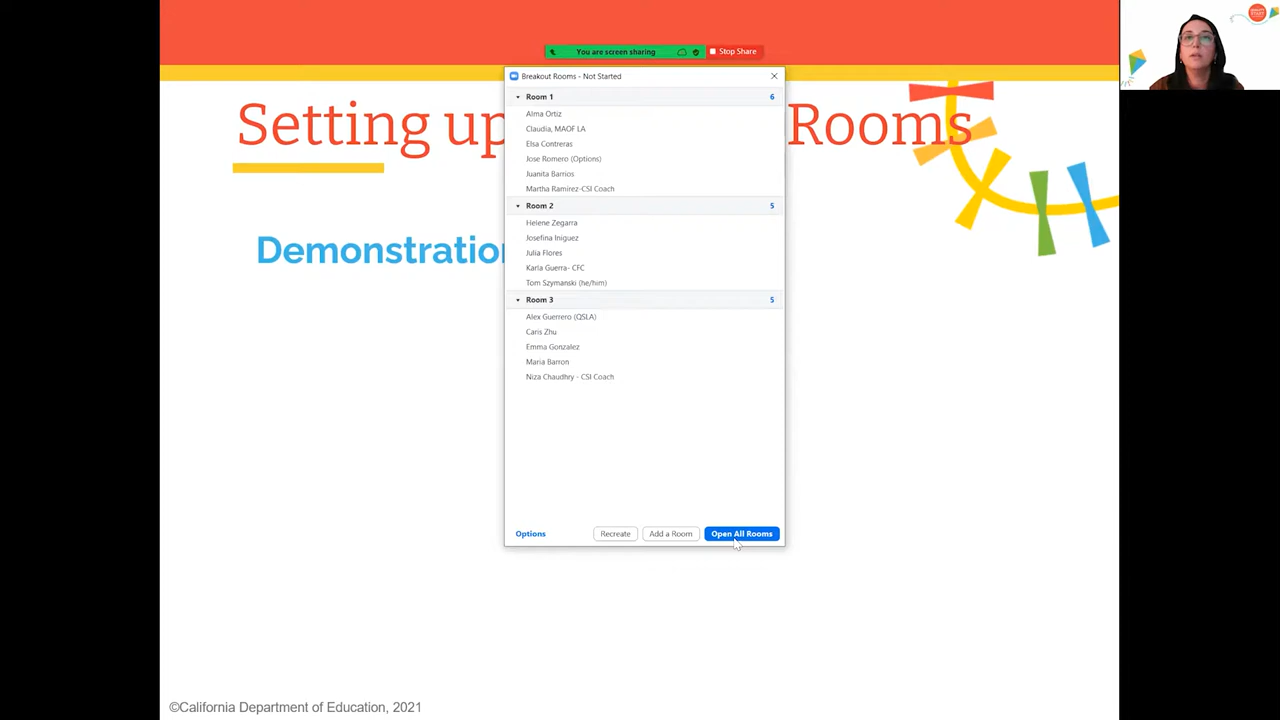 You are screen sharing
Stop Share
Breakout Rooms - Not Started
Room 1 6
Alma Ortiz
Claudia, MAOF LA
Elsa Contreras
Jose Romero (Options)
Juanita Barrios
Martha Ramirez-CSI Coach
Room 2 5
Helene Zegarra
Josefina Iniguez
Julia Flores
Karla Guerra- CFC
Tom Szymanski (he/him)
Room 3 5
Alex Guerrero (QSLA)
Caris Zhu
Emma Gonzalez
Maria Barron
Niza Chaudhry - CSI Coach
Options
Recreate
Add a Room
Open All Rooms
Setting up Rooms
Demonstration
©California Department of Education, 2021